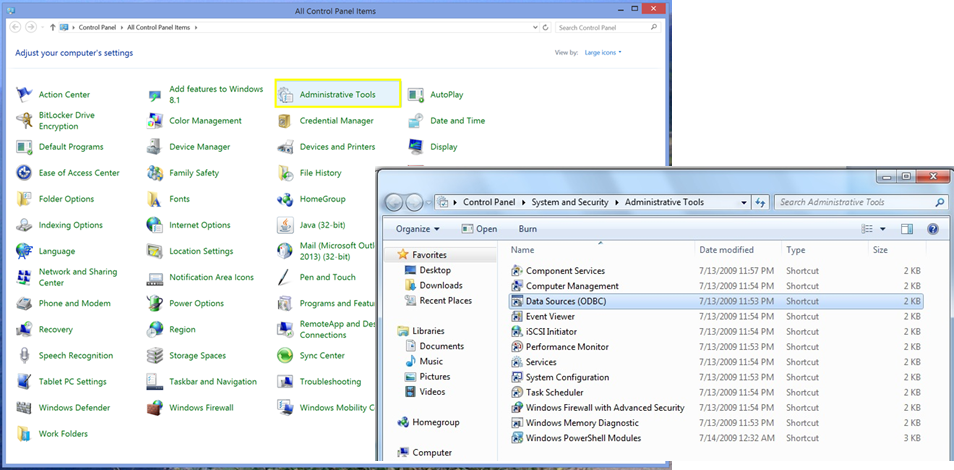 All Control Panel Items
Control Panel All Control Panel Items
Search Control Panel
Adjust your computer's settings
View by: Large icons
Action Center
Add features to Windows
8.1
Administrative Tools
AutoPlay
BitLocker Drive
Encryption
Color Management
Credential Manager
Date and Time
Default Programs
Device Manager
Devices and Printers
Display
Ease of Access Center
Family Safety
File History
Folder Options
Fonts
HomeGroup
Indexing Options
Internet Options
Java (32-bit)
Language
Location Settings
Mail (Microsoft Outl
2013) (32-bit)
Network and Sharing
Center
Notification Area Icons
Pen and Touch
Phone and Modem
Power Options
Programs and Featu
Recovery
Region
RemoteApp and Des
Connections
Speech Recognition
Storage Spaces
Sync Center
Tablet PC Settings
Taskbar and Navigation
Troubleshooting
Windows Defender
Windows Firewall
Windows Mobility C
Work Folders
Control Panel System and Security Administrative Tools
Search Administrative Tools
Organize Open Burn
Favorites
Desktop
Downloads
Recent Places
Libraries
Documents
Music
Pictures
Videos
Homegroup
Computer
Name Date modified Type Size
Component Services 7/13/2009 11:57 PM Shortcut 2 KB
Computer Management 7/13/2009 11:54 PM Shortcut 2 KB
Data Sources (ODBC) 7/13/2009 11:53 PM Shortcut 2 KB
Event Viewer 7/13/2009 11:54 PM Shortcut 2 KB
iSCSI Initiator 7/13/2009 11:54 PM Shortcut 2 KB
Performance Monitor 7/13/2009 11:53 PM Shortcut 2 KB
Services 7/13/2009 11:54 PM Shortcut 2 KB
System Configuration 7/13/2009 11:53 PM Shortcut 2 KB
Task Scheduler 7/13/2009 11:54 PM Shortcut 2 KB
Windows Firewall with Advanced Security 7/13/2009 11:54 PM Shortcut 2 KB
Windows Memory Diagnostic 7/13/2009 11:53 PM Shortcut 2 KB
Windows PowerShell Modules 7/14/2009 12:32 AM Shortcut 3 KB